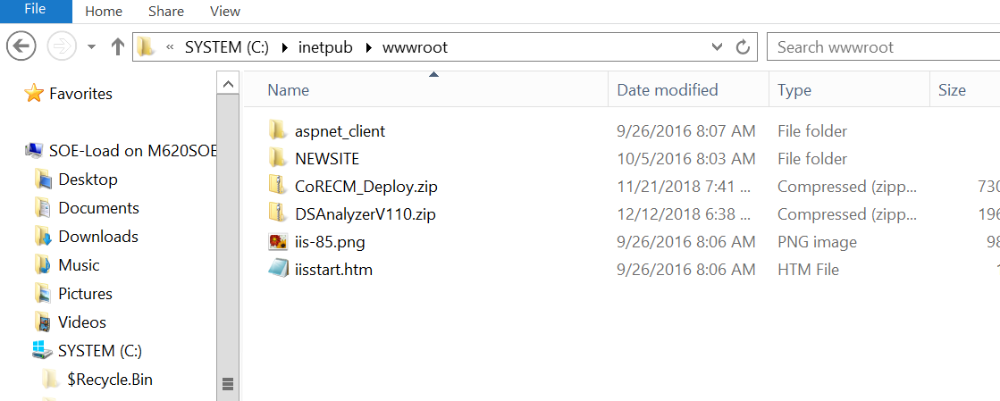 File Home Share View
« SYSTEM (C:) inetpub wwwroot Search wwwroot
Favorites
SOE-Load on M620SOE
Desktop
Documents
Downloads
Music
Pictures
Videos
SYSTEM (C:)
$Recycle.Bin
Name Date modified Type Size
aspnet_client 9/26/2016 8:07 AM File folder
NEWSITE 10/5/2016 8:03 AM File folder
CoRECM_Deploy.zip 11/21/2018 7:41 ... Compressed (zipp... 730
DSAnalyzerV110.zip 12/12/2018 6:38 ... Compressed (zipp... 196
iis-85.png 9/26/2016 8:06 AM PNG image 98
iisstart.htm 9/26/2016 8:06 AM HTM File